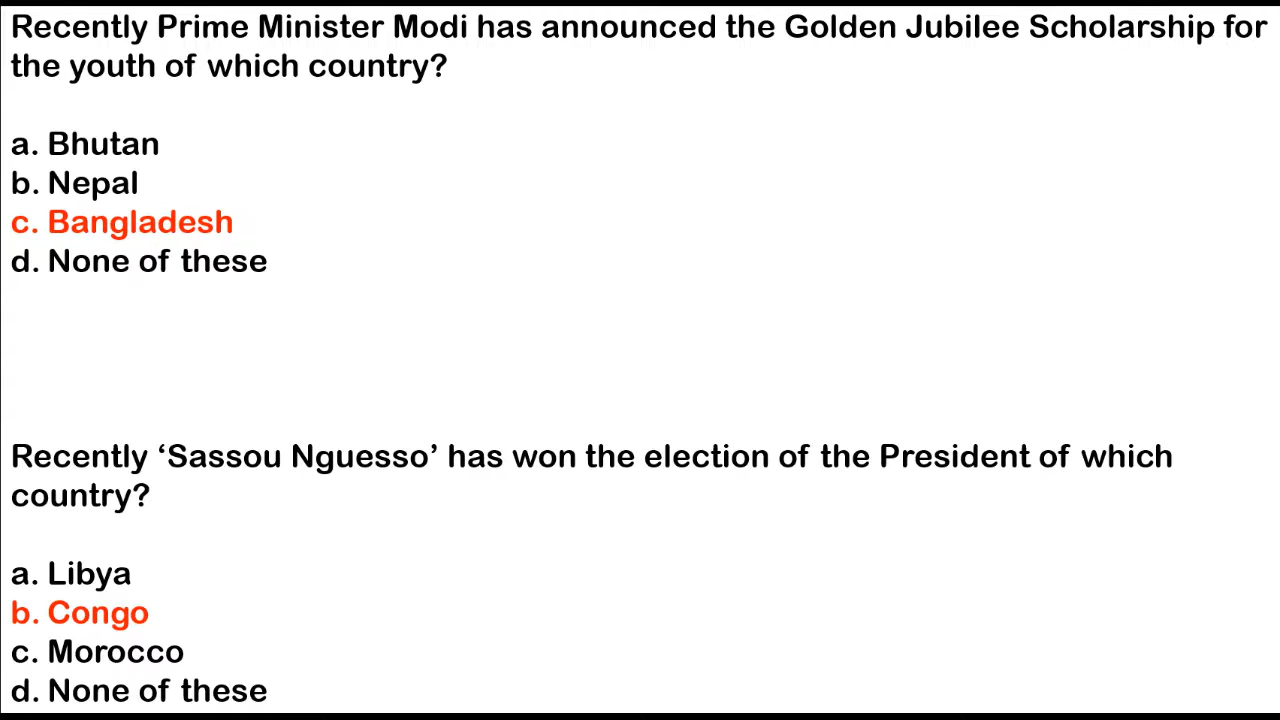 Recently Prime Minister Modi has announced the Golden Jubilee Scholarship for
the youth of which country?
a. Bhutan
b. Nepal
c. Bangladesh
d. None of these
Recently ‘Sassou Nguesso’ has won the election of the President of which
country?
a. Libya
b. Congo
c. Morocco
d. None of these